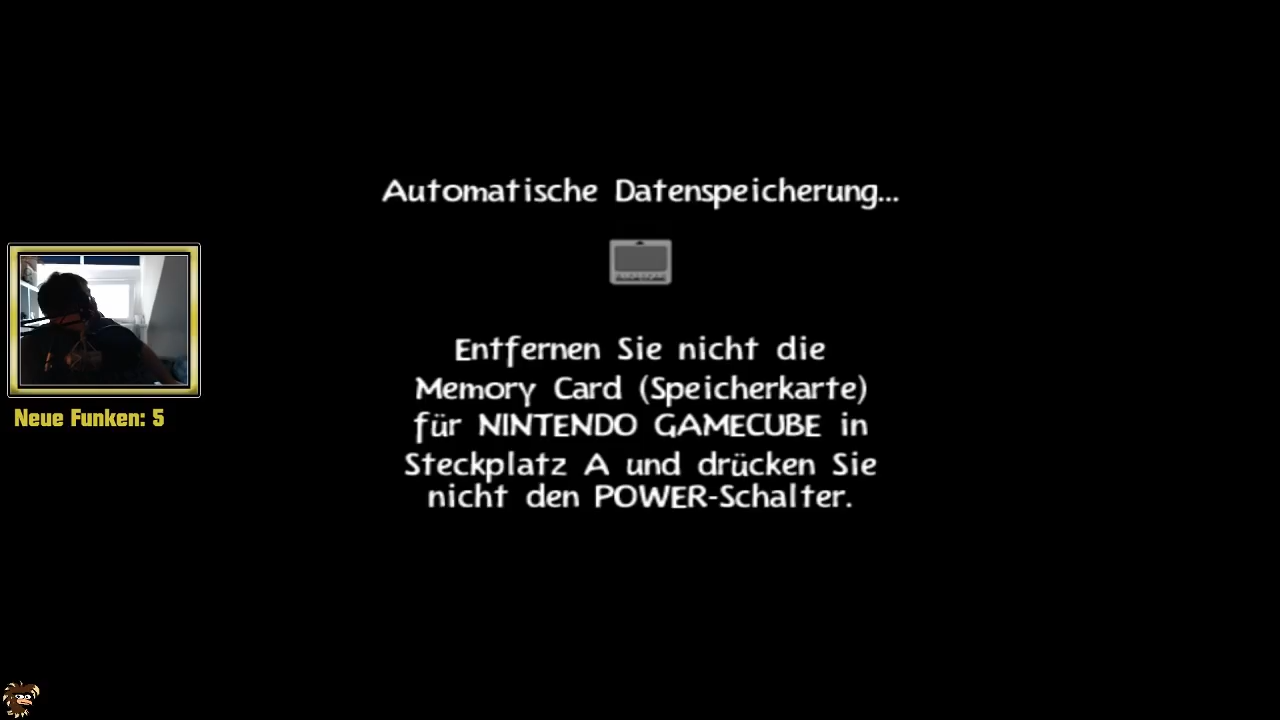 Automatische Datenspeicherung...
Entfernen Sie nicht die
Memory Card (Speicherkarte)
für NINTENDO GAMECUBE in
Steckplatz A und drücken Sie
nicht den POWER-Schalter.
Neue Funken: 5